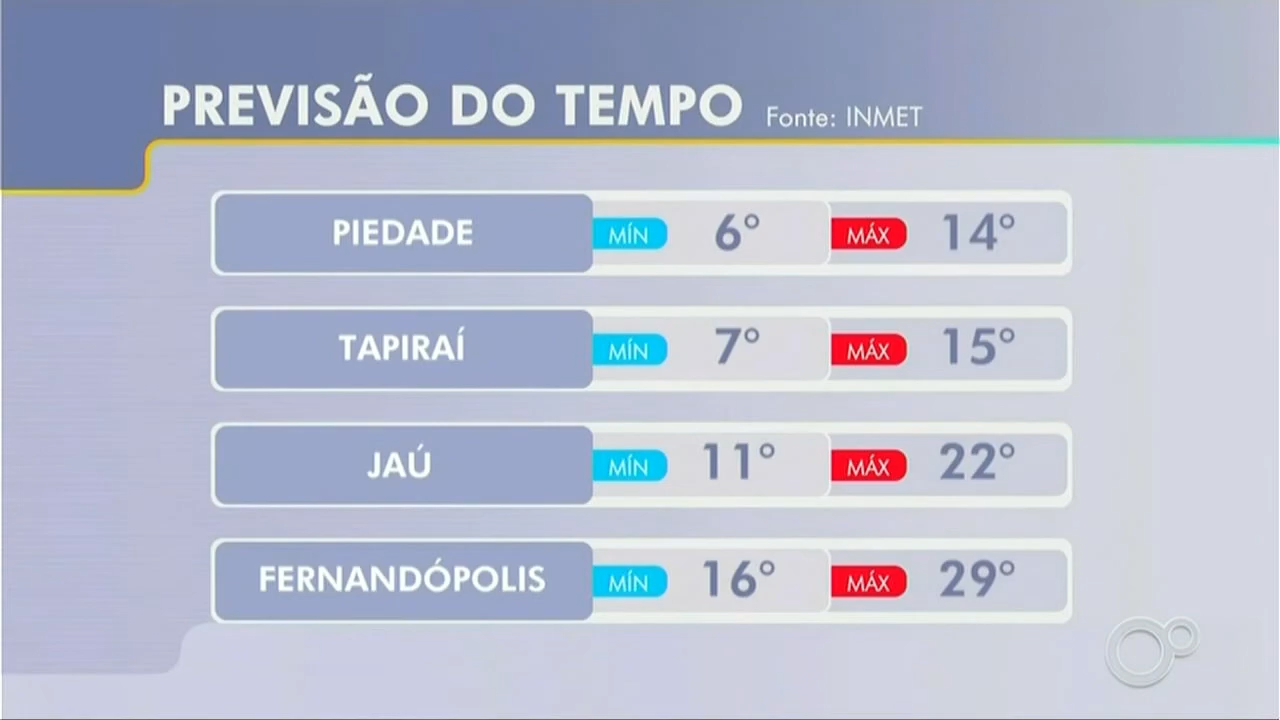 PREVISÃO DO TEMPO Fonte: INMET
PIEDADE MÍN 6° MÁX 14°
TAPIRAÍ MÍN 7° MÁX 15°
JAÚ MÍN 11° MÁX 22°
FERNANDÓPOLIS MÍN 16° MÁX 29°